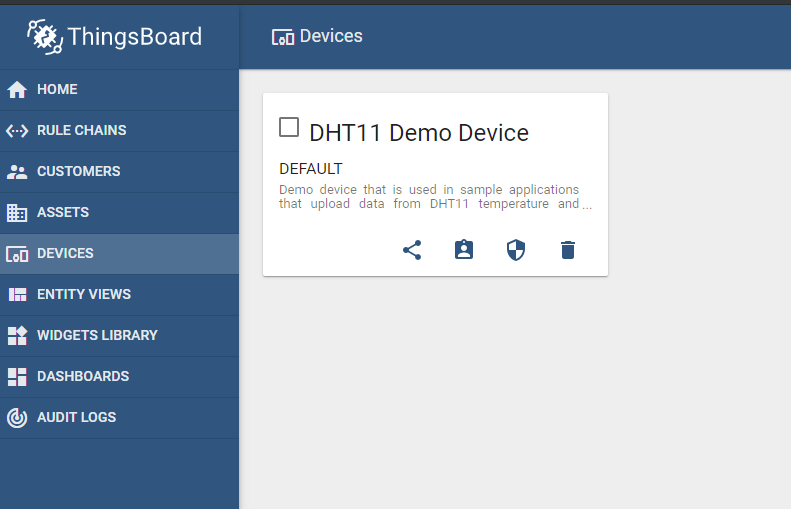 ThingsBoard
Devices
HOME
RULE CHAINS
CUSTOMERS
ASSETS
DEVICES
ENTITY VIEWS
WIDGETS LIBRARY
DASHBOARDS
AUDIT LOGS
DHT11 Demo Device
DEFAULT
Demo device that is used in sample applications
that upload data from DHT11 temperature and ...